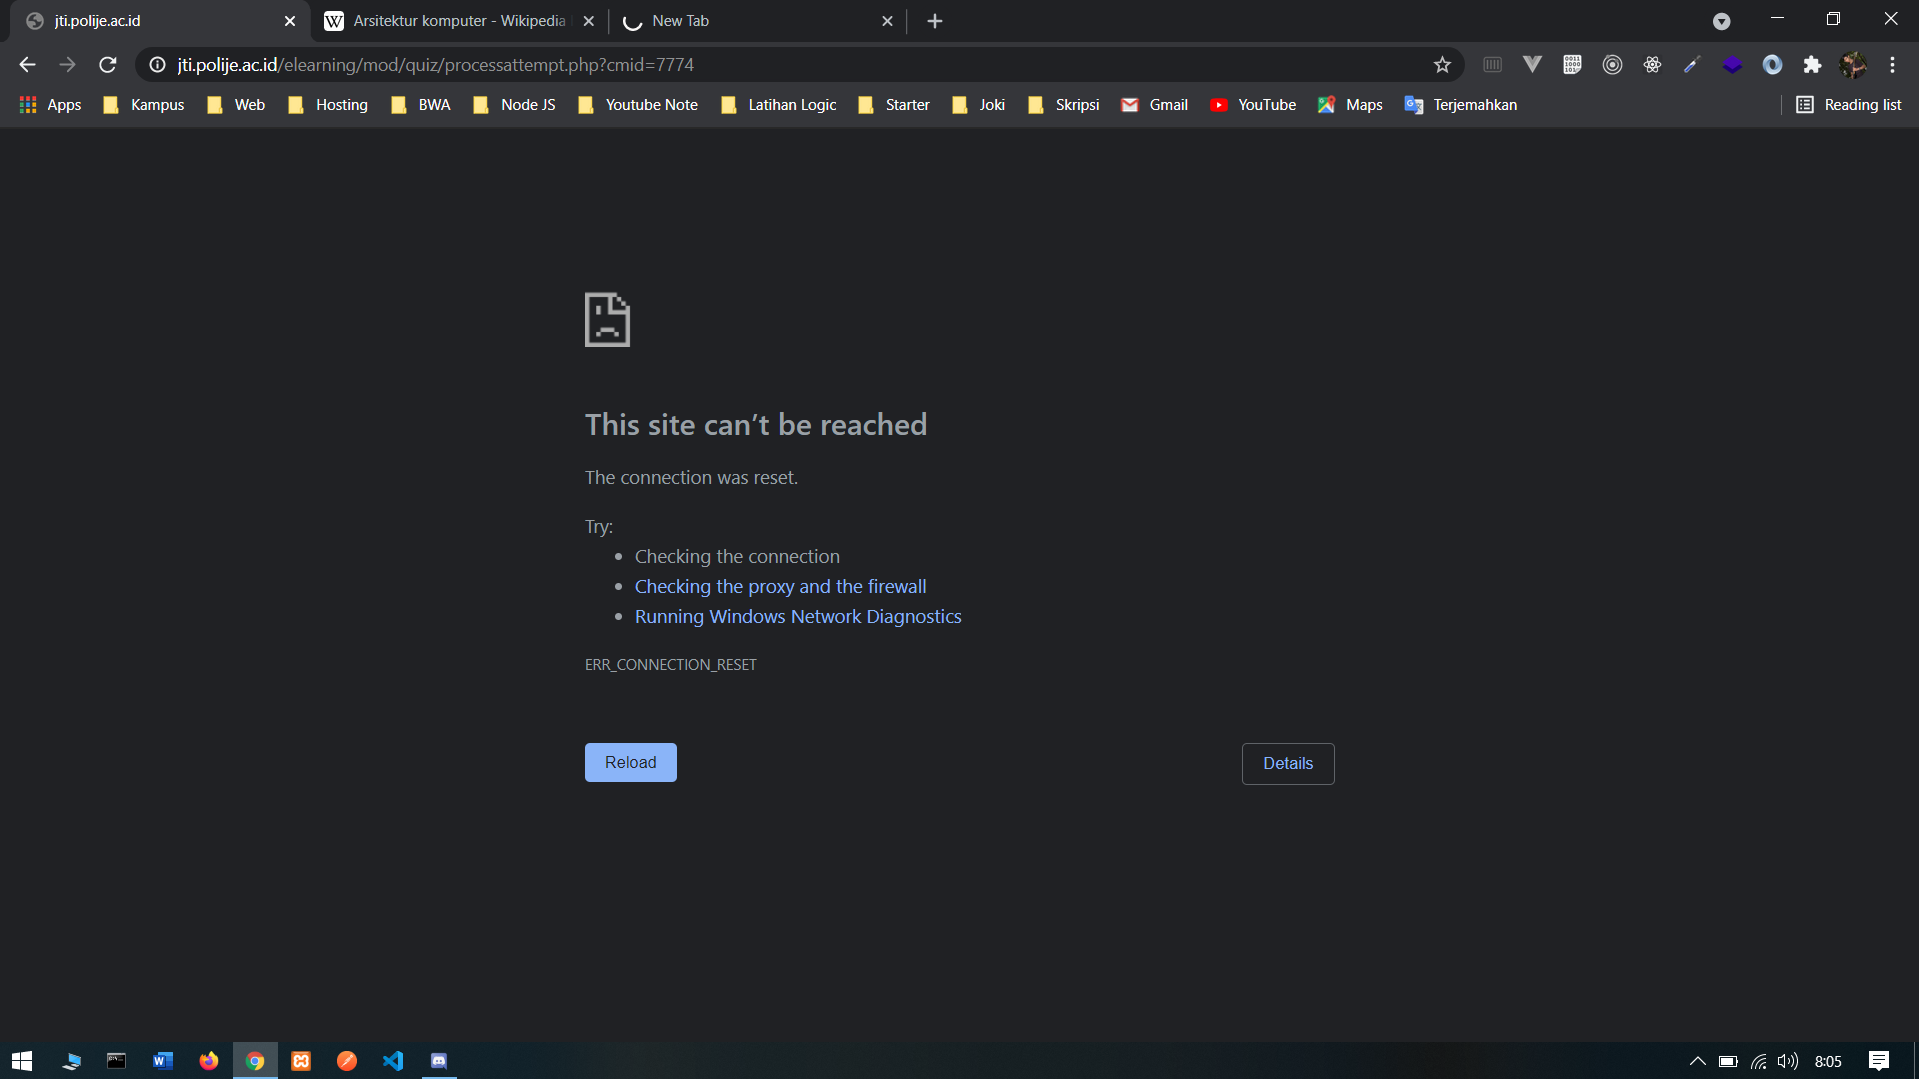 jti.polije.ac.id
Arsitektur komputer - Wikipedia
New Tab
jti.polije.ac.id/elearning/mod/quiz/processattempt.php?cmid=7774
Apps Kampus Web Hosting BWA Node JS Youtube Note Latihan Logic Starter Joki Skripsi Gmail YouTube Maps Terjemahkan Reading list
This site can’t be reached
The connection was reset.
Try:
Checking the connection
Checking the proxy and the firewall
Running Windows Network Diagnostics
ERR_CONNECTION_RESET
Reload Details
8:05